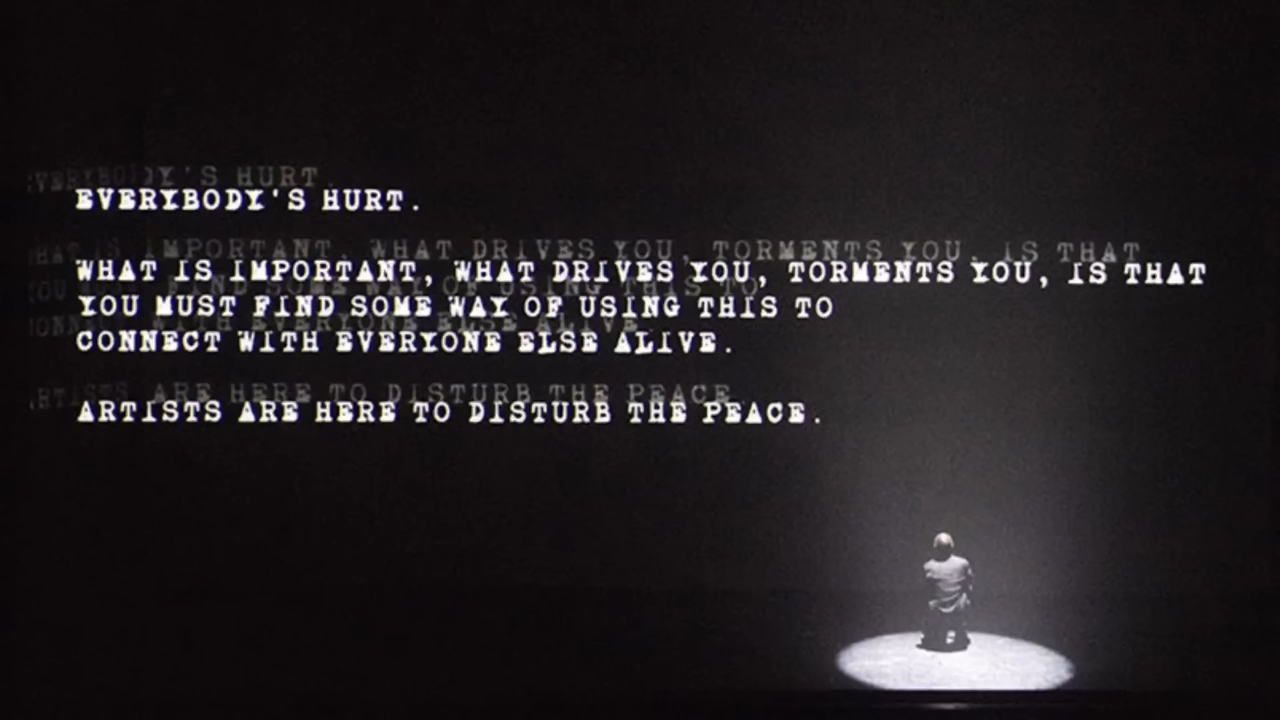 EVERYBODY'S HURT.
WHAT IS IMPORTANT, WHAT DRIVES YOU, TORMENTS YOU, IS THAT
YOU MUST FIND SOME WAY OF USING THIS TO
CONNECT WITH EVERYONE ELSE ALIVE.
ARTISTS ARE HERE TO DISTURB THE PEACE.